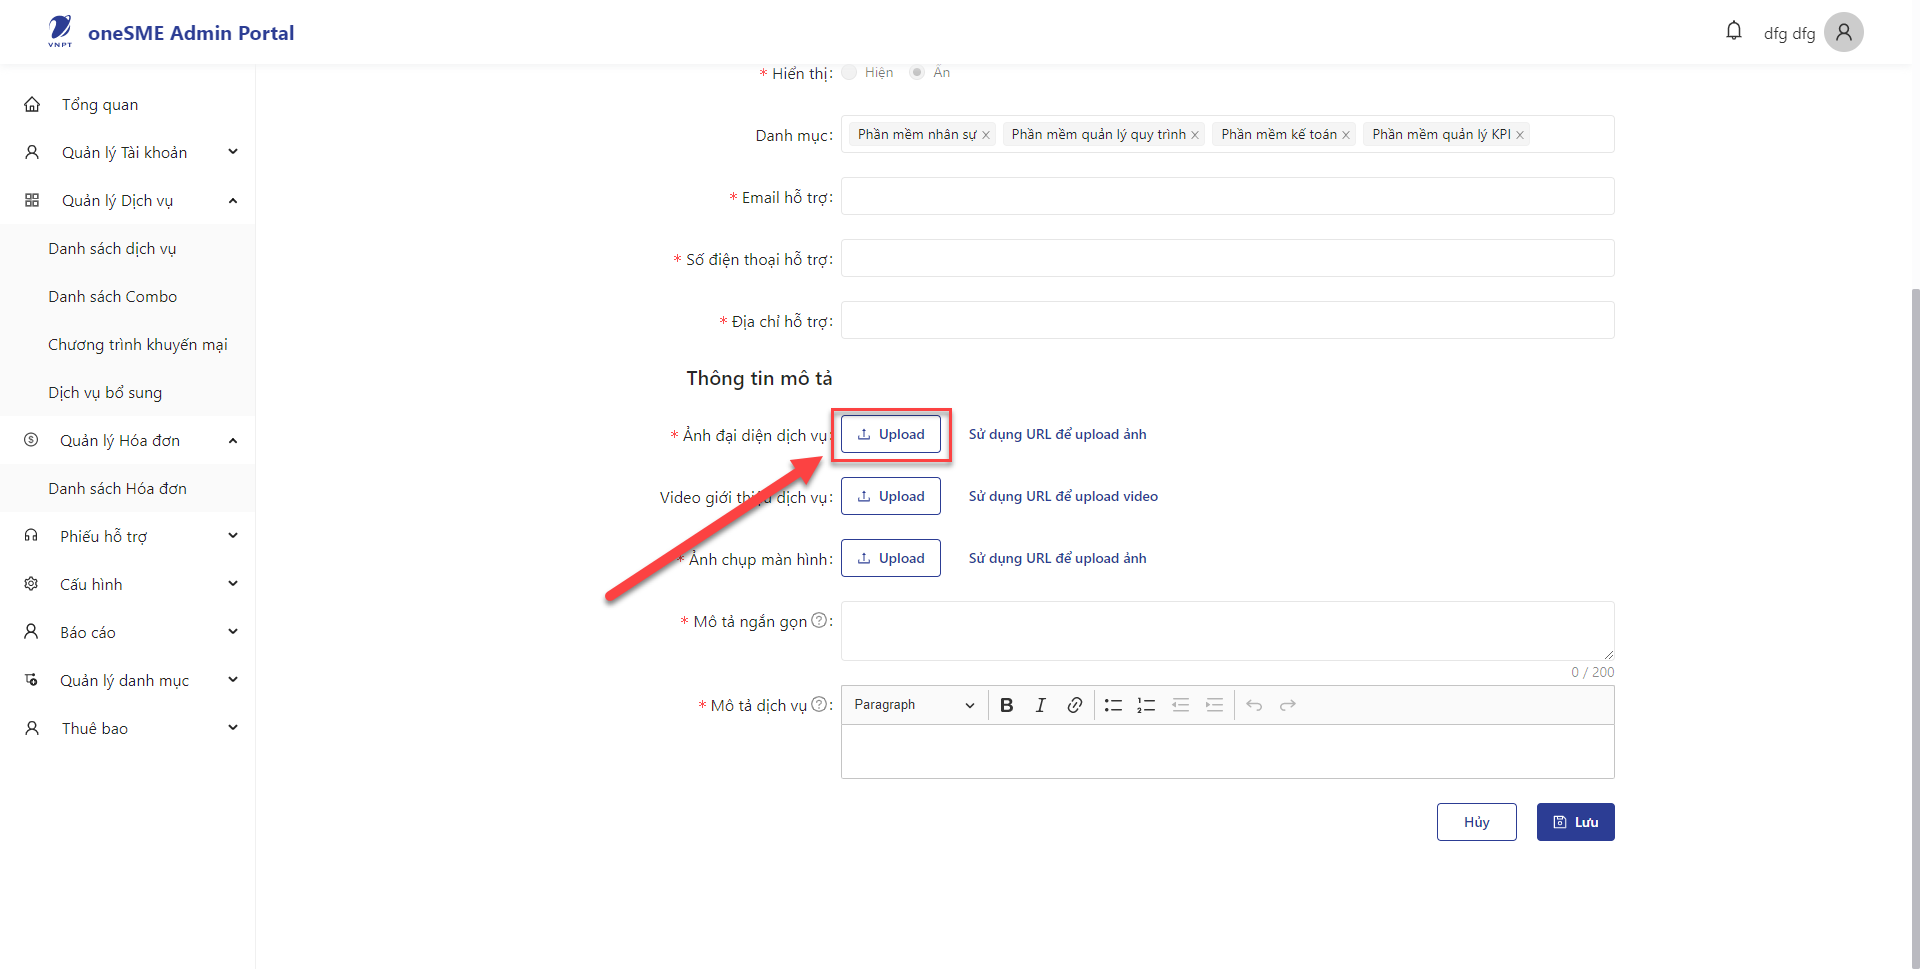 VNPT
oneSME Admin Portal
dfg dfg
Tổng quan
Quản lý Tài khoản
Quản lý Dịch vụ
Danh sách dịch vụ
Danh sách Combo
Chương trình khuyến mại
Dịch vụ bổ sung
Quản lý Hóa đơn
Danh sách Hóa đơn
Phiếu hỗ trợ
Cấu hình
Báo cáo
Quản lý danh mục
Thuê bao
* Hiển thị: Hiện Ẩn
Danh mục: Phần mềm nhân sự × Phần mềm quản lý quy trình × Phần mềm kế toán × Phần mềm quản lý KPI ×
* Email hỗ trợ:
* Số điện thoại hỗ trợ:
* Địa chỉ hỗ trợ:
Thông tin mô tả
* Ảnh đại diện dịch vụ: Upload Sử dụng URL để upload ảnh
Video giới thiệu dịch vụ: Upload Sử dụng URL để upload video
* Ảnh chụp màn hình: Upload Sử dụng URL để upload ảnh
* Mô tả ngắn gọn :
0 / 200
* Mô tả dịch vụ : Paragraph B I
Hủy Lưu